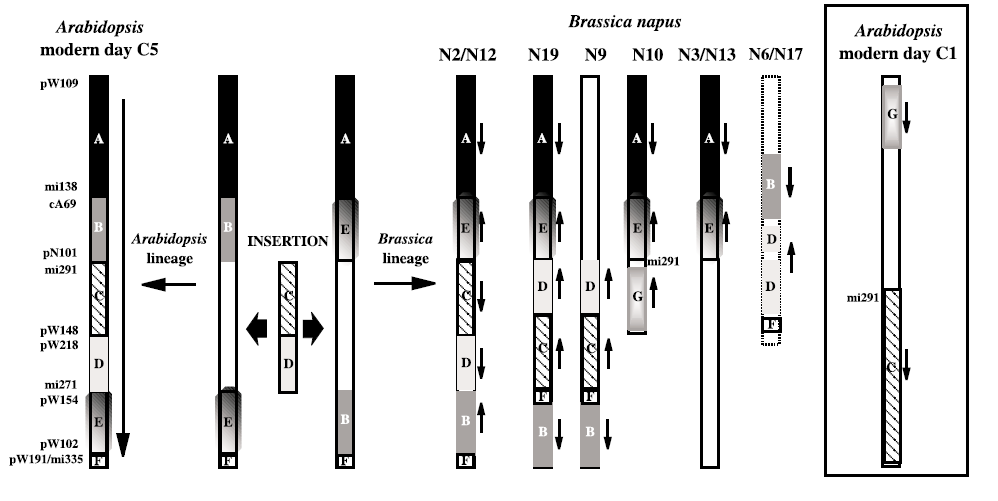 Arabidopsis
modern day C5
Brassica napus
N2/N12 N19 N9 N10 N3/N13 N6/N17
Arabidopsis
modern day C1
pW109
mi138
cA69
pN101
mi291
pW148
pW218
mi271
pW154
pW102
pW191/mi335
A
B
C
D
E
F
Arabidopsis
lineage
A
B
E
F
INSERTION
C
D
A
E
B
F
Brassica
lineage
A
E
C
D
B
F
A
E
D
C
F
B
D
C
F
B
A
E
mi291
G
A
E
B
D
D
F
G
mi291
C